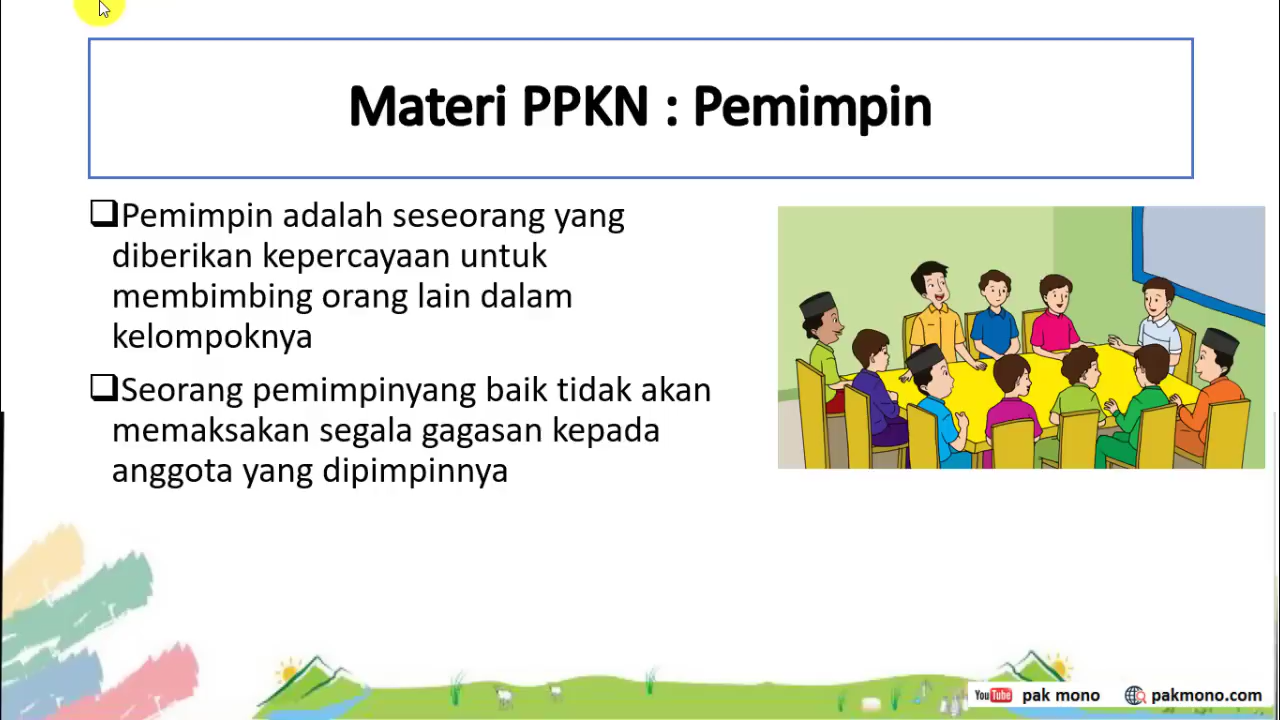 Materi PPKN : Pemimpin
❑Pemimpin adalah seseorang yang
diberikan kepercayaan untuk
membimbing orang lain dalam
kelompoknya
❑Seorang pemimpinyang baik tidak akan
memaksakan segala gagasan kepada
anggota yang dipimpinnya
YouTube pak mono pakmono.com